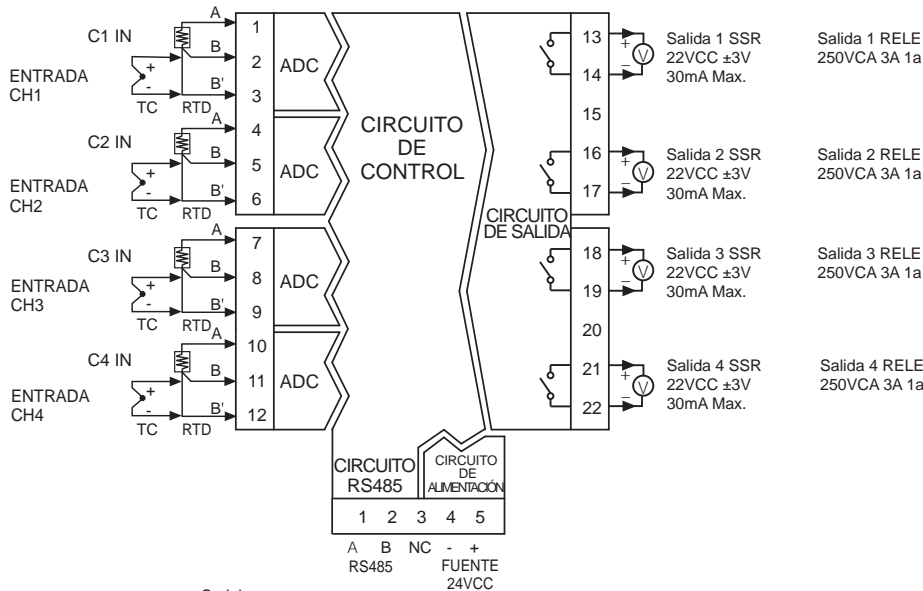 C1 IN
ENTRADA
CH1
A
B
B'
+
-
TC
RTD
1
2
3
ADC
C2 IN
ENTRADA
CH2
A
B
B'
+
-
TC
RTD
4
5
6
ADC
C3 IN
ENTRADA
CH3
A
B
B'
+
-
TC
RTD
7
8
9
ADC
C4 IN
ENTRADA
CH4
A
B
B'
+
-
TC
RTD
10
11
12
ADC
CIRCUITO
DE
CONTROL
CIRCUITO
DE SALIDA
13
14
15
16
17
18
19
20
21
22
+
V
−
Salida 1 SSR
22VCC ±3V
30mA Max.
Salida 1 RELE
250VCA 3A 1a
+
V
−
Salida 2 SSR
22VCC ±3V
30mA Max.
Salida 2 RELE
250VCA 3A 1a
+
V
−
Salida 3 SSR
22VCC ±3V
30mA Max.
Salida 3 RELE
250VCA 3A 1a
+
V
−
Salida 4 SSR
22VCC ±3V
30mA Max.
Salida 4 RELE
250VCA 3A 1a
CIRCUITO
RS485
CIRCUITO
DE
ALIMENTACIÓN
1 2 3 4 5
A B NC - +
RS485 FUENTE
24VCC